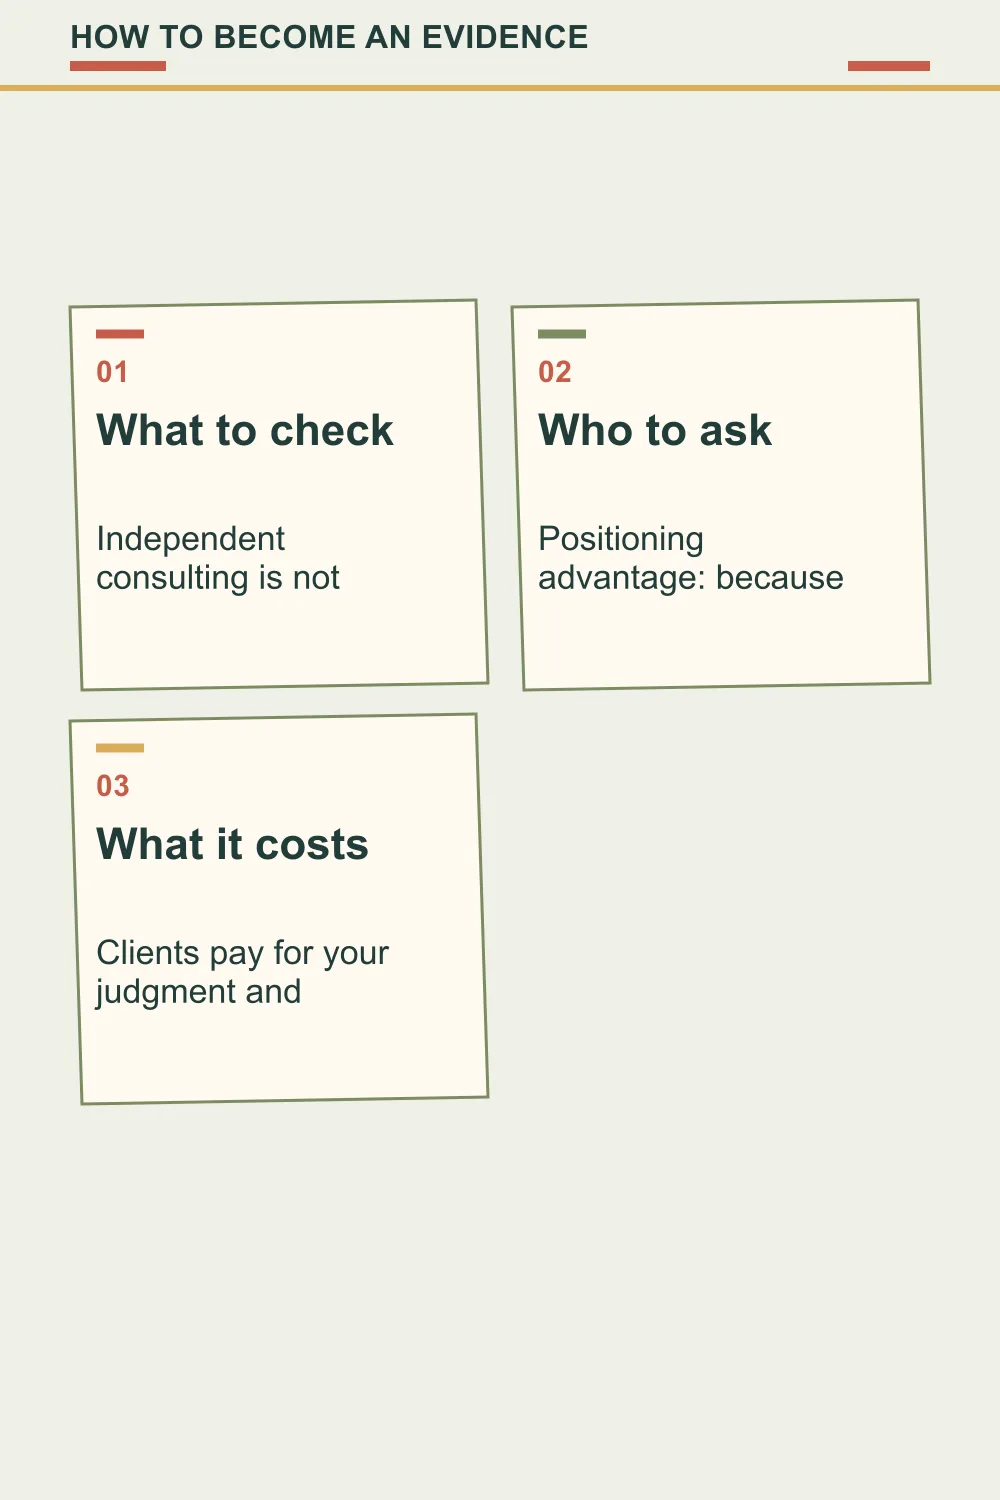 HOW TO BECOME AN EVIDENCE
01
What to check
Independent
consulting is not
02
Who to ask
Positioning
advantage: because
03
What it costs
Clients pay for your
judgment and